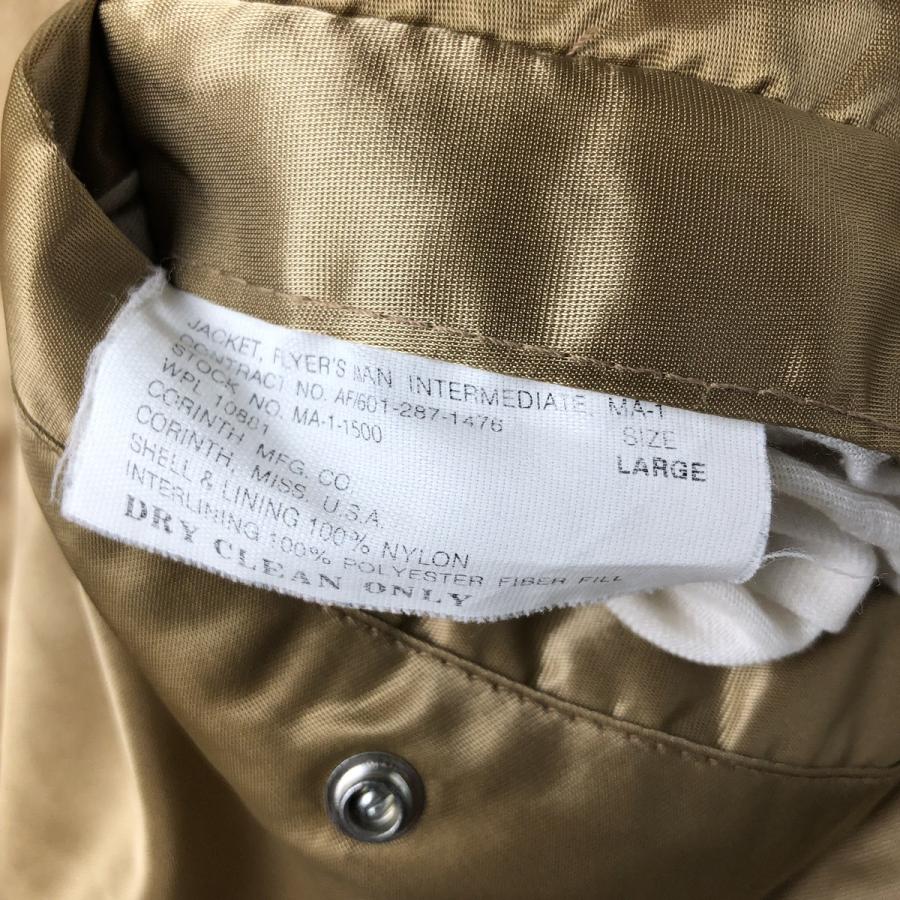 JACKET, FLYER'S MAN INTERMEDIATE, MA-1
CONTRACT NO. AF/601-287-1476
STOCK NO. MA-1-1500
WPL 10881
CORINTH MFG. CO.
CORINTH, MISS. U.S.A.
SHELL & LINING 100% NYLON
INTERLINING 100% POLYESTER FIBER FILL
DRY CLEAN ONLY
SIZE
LARGE